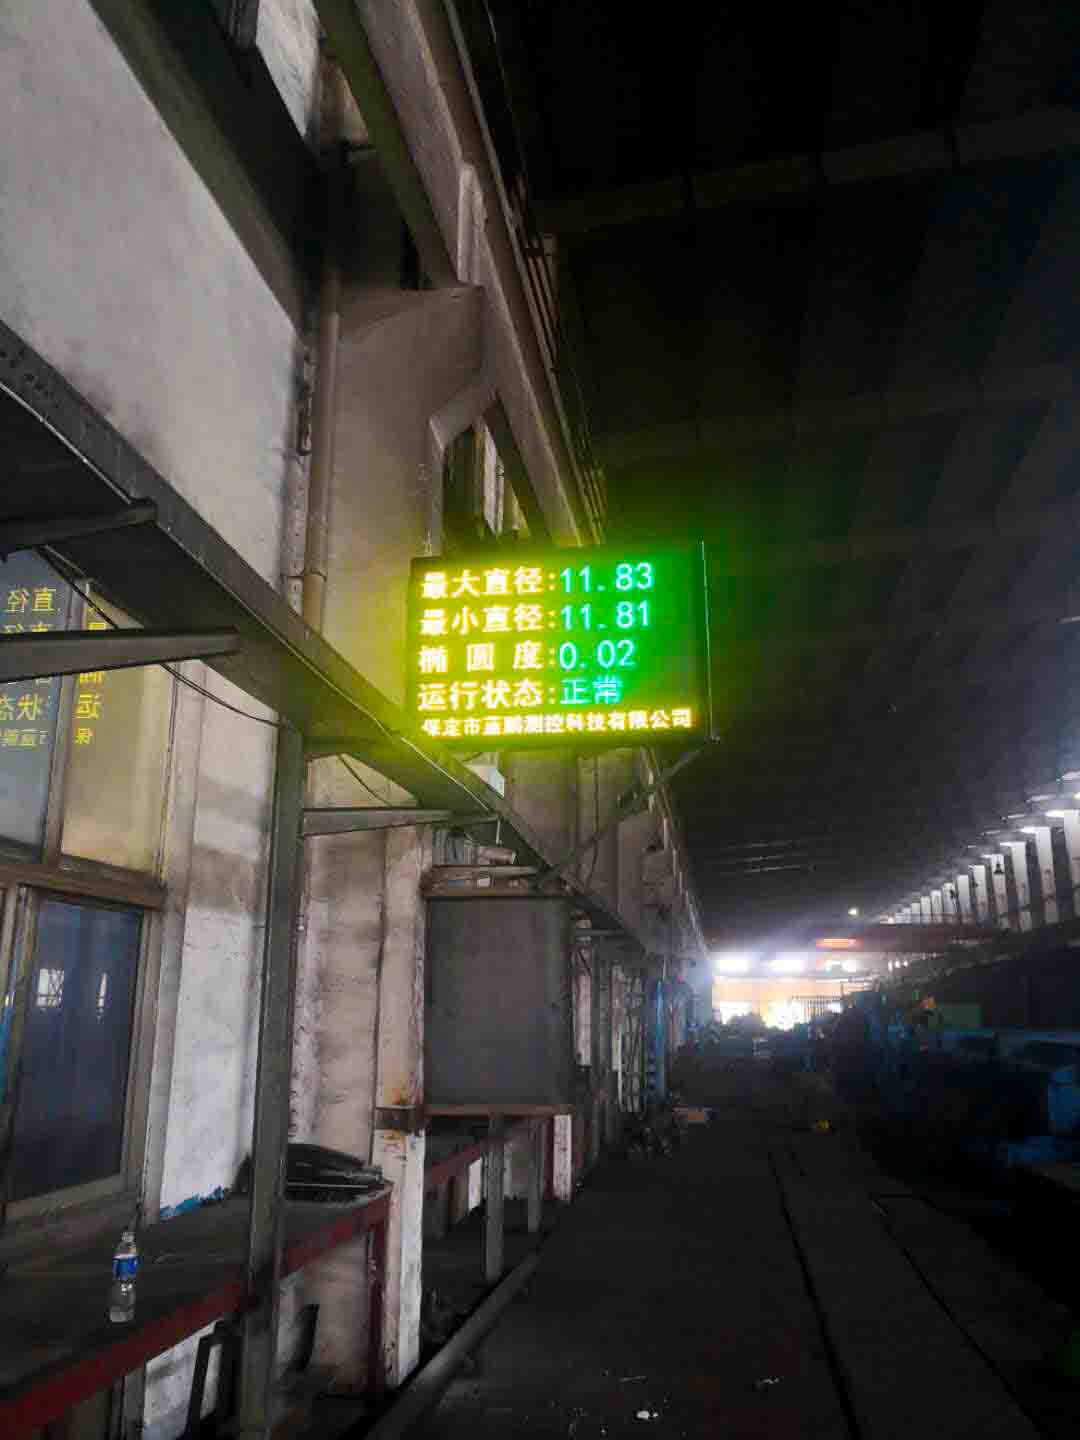 最大直径:11.83
最小直径:11.81
椭圆度:0.02
运行状态:正常
保定市蓝鹏测控科技有限公司